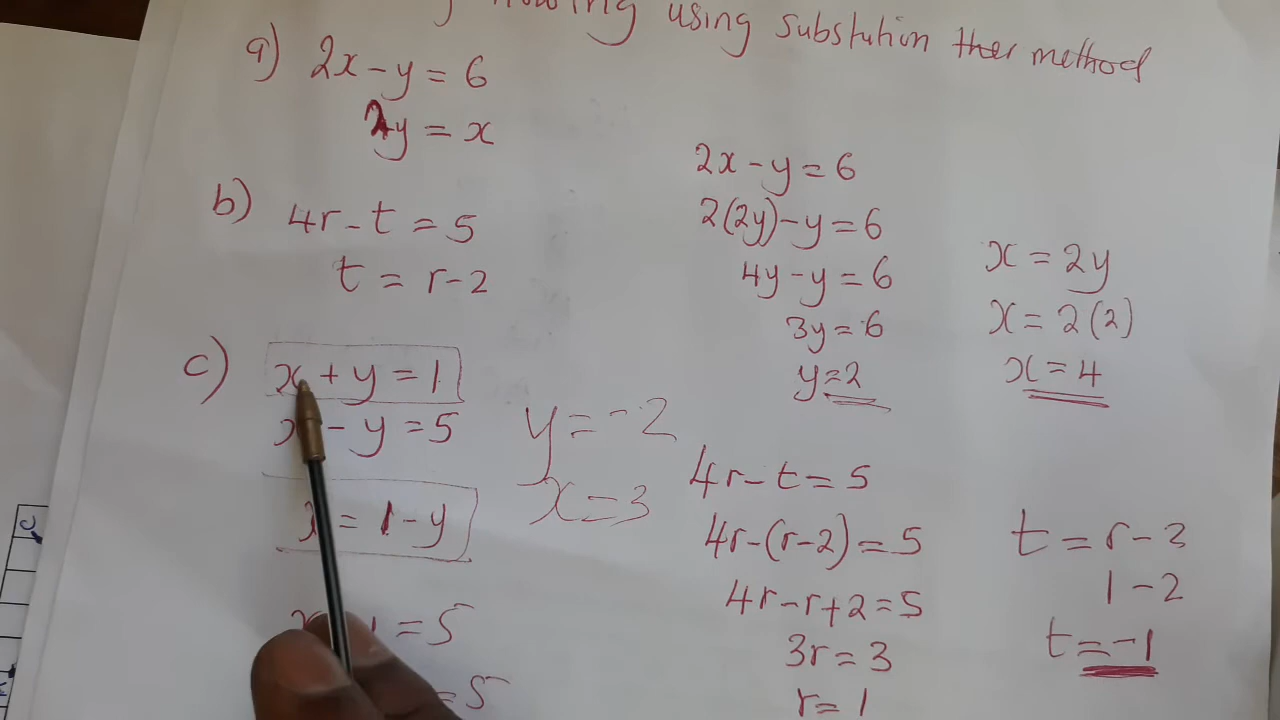 using substution ther method
a) 2x - y = 6
2y = x
b) 4r - t = 5
t = r - 2
c) x + y = 1
x - y = 5
x = 1 - y
= 5
= 5
y = -2
x = 3
2x - y = 6
2(2y) - y = 6
4y - y = 6
3y = 6
y = 2
x = 2y
x = 2(2)
x = 4
4r - t = 5
4r - (r - 2) = 5
4r - r + 2 = 5
3r = 3
r = 1
t = r - 2
1 - 2
t = -1